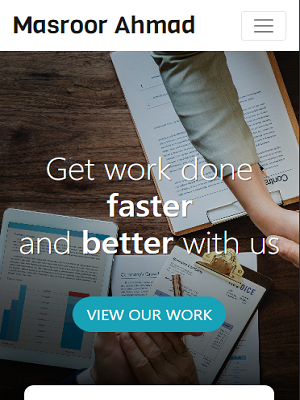 Masroor Ahmad
Get work done
faster
and better with us
VIEW OUR WORK